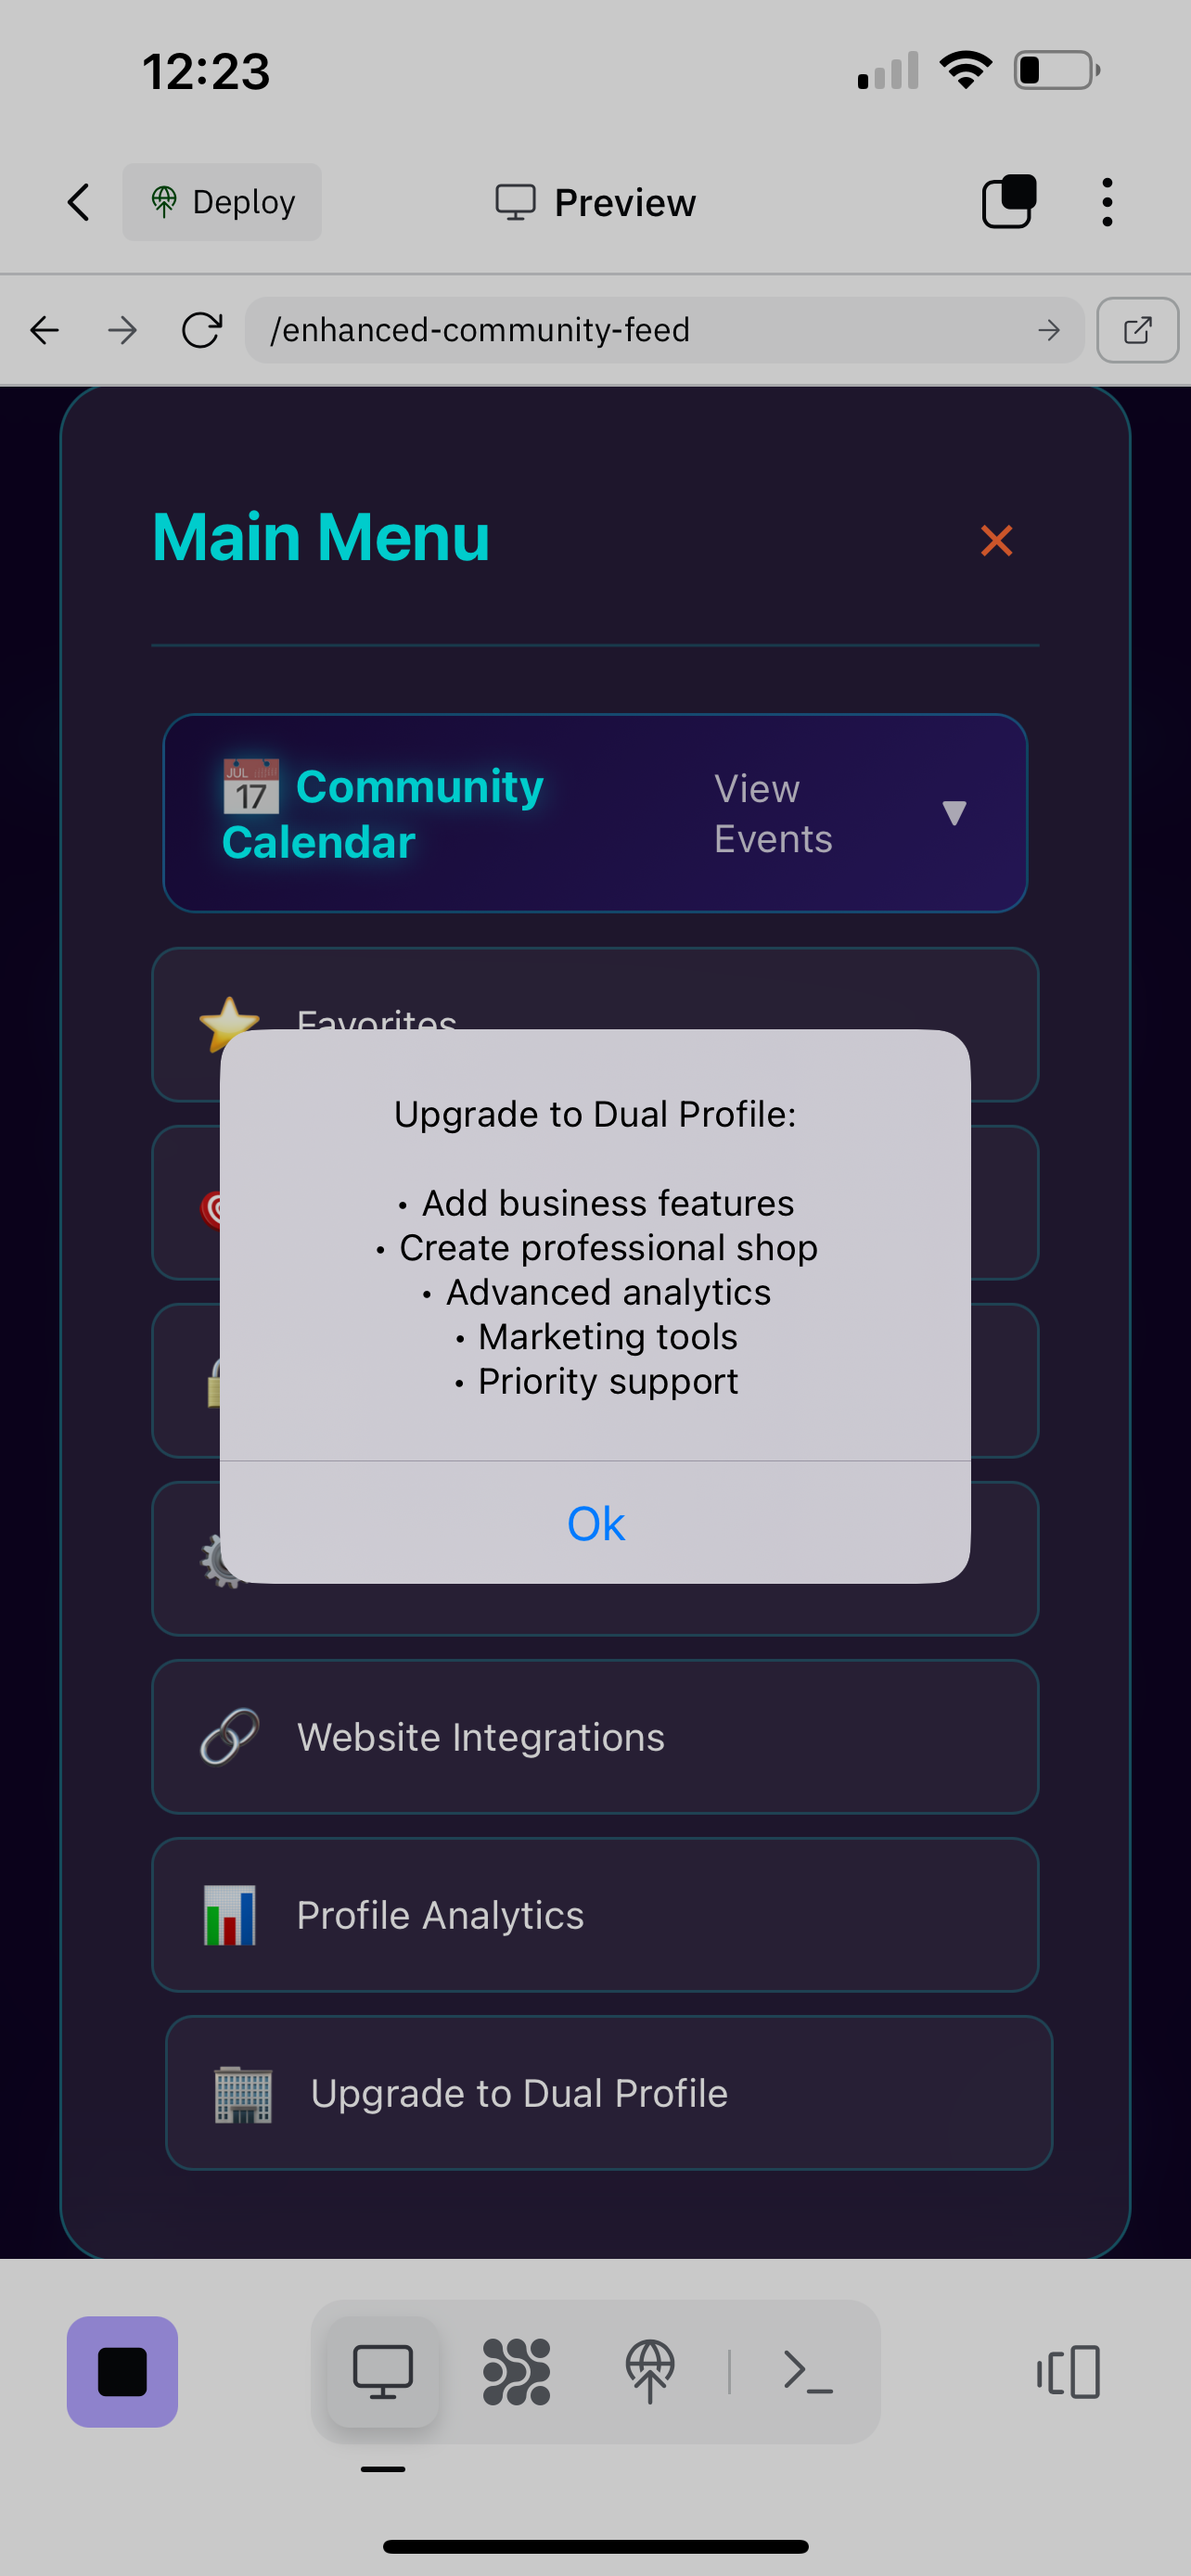 12:23
Deploy
Preview
/enhanced-community-feed
Main Menu
JUL
17
Community
Calendar
View
Events
Favorites
Upgrade to Dual Profile:
• Add business features
• Create professional shop
• Advanced analytics
• Marketing tools
• Priority support
Ok
Website Integrations
Profile Analytics
Upgrade to Dual Profile